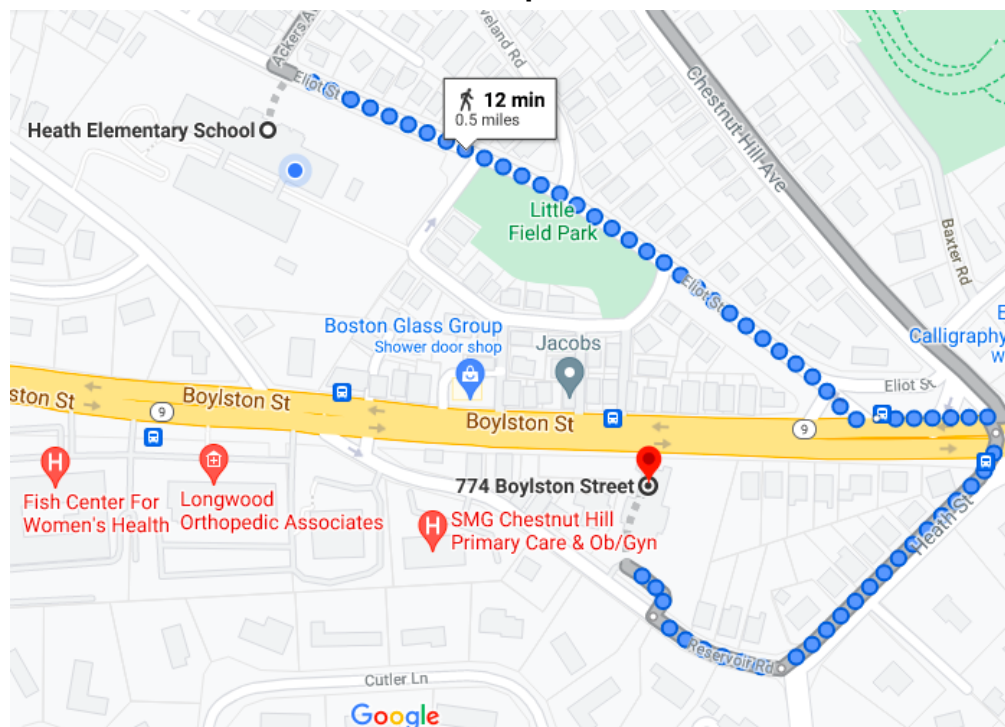 Ackers A
eland Rd
Eliot St
12 min
0.5 miles
Chestnut Hill Ave
Heath Elementary School
Little
Field Park
Baxter Rd
Eliot St
E
Calligraphy
W
Boston Glass Group
Shower door shop
Jacobs
Eliot St
ston St
Boylston St
9
Boylston St
9
774 Boylston Street
H
Fish Center For
Women's Health
Longwood
Orthopedic Associates
H
SMG Chestnut Hill
Primary Care & Ob/Gyn
Heath St
Reservoir Rd
Cutler Ln
Google